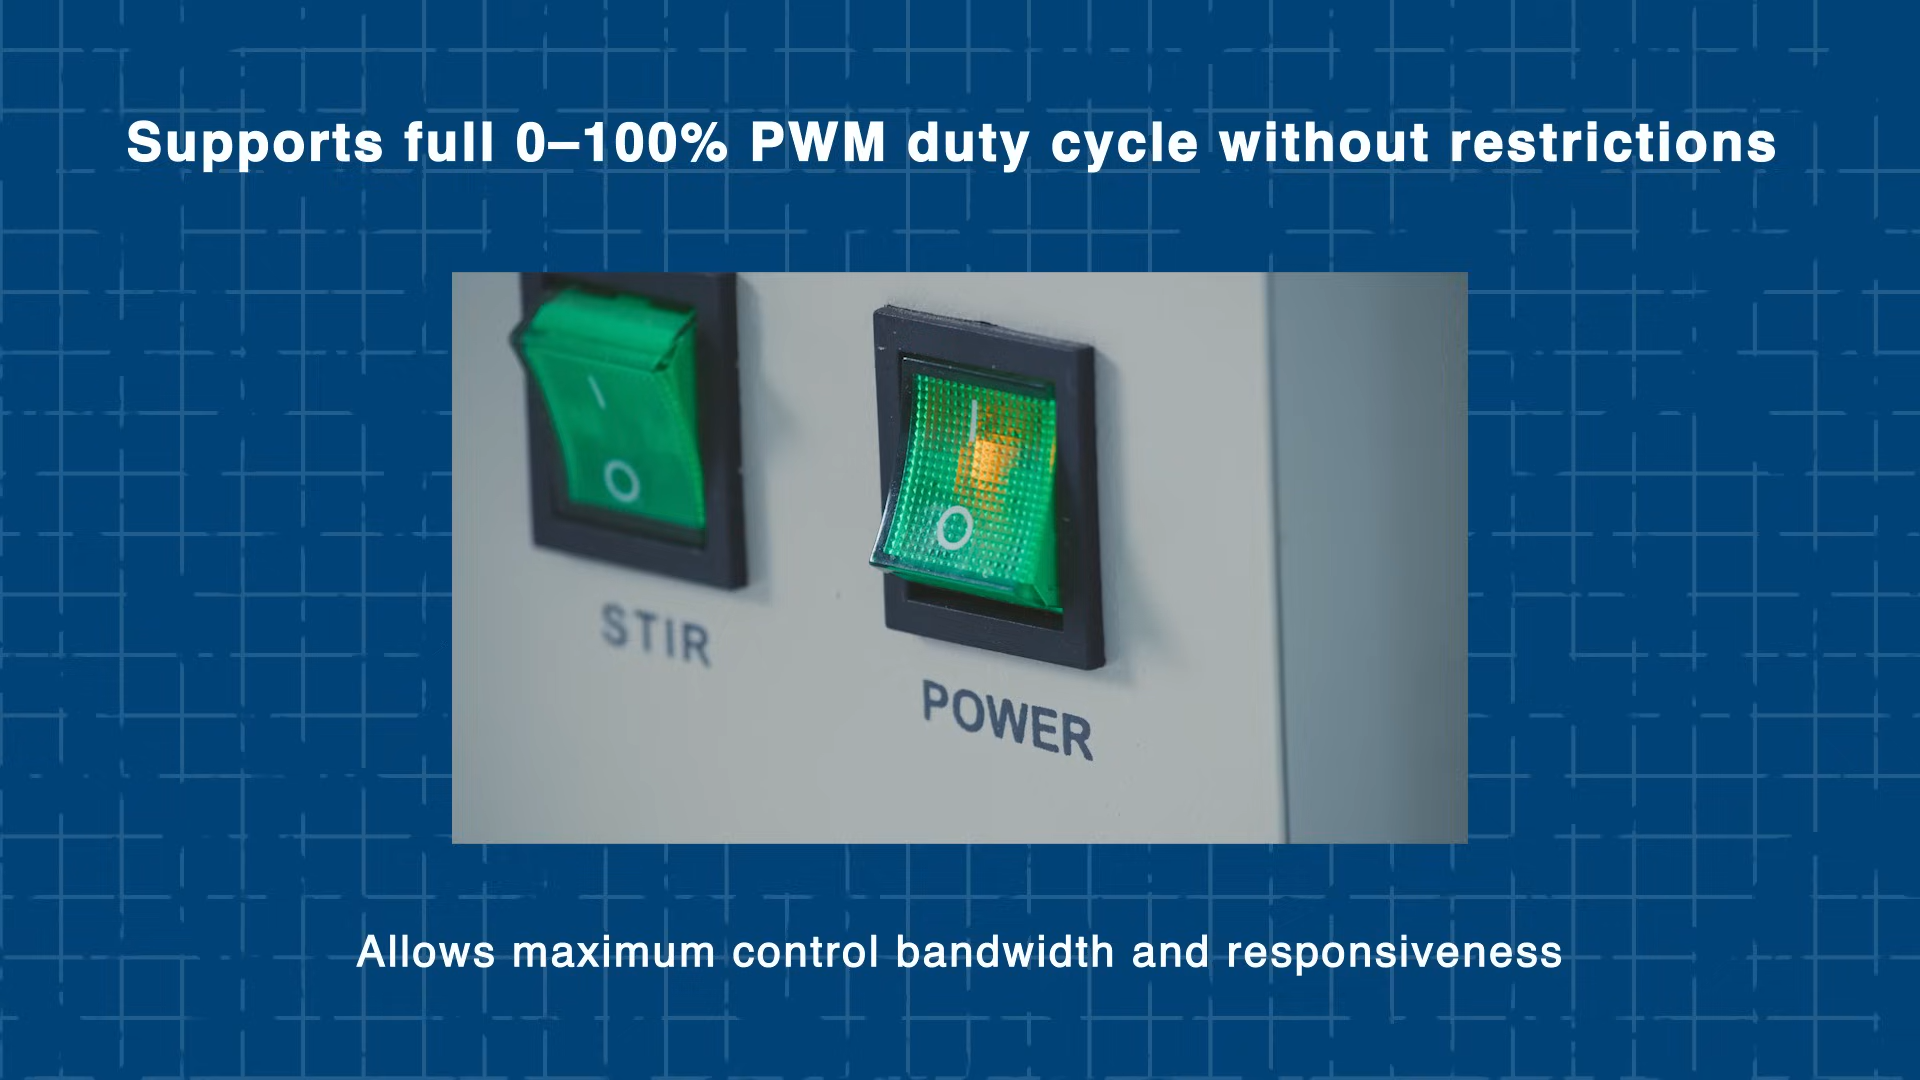 Supports full 0–100% PWM duty cycle without restrictions
STIR
POWER
Allows maximum control bandwidth and responsiveness